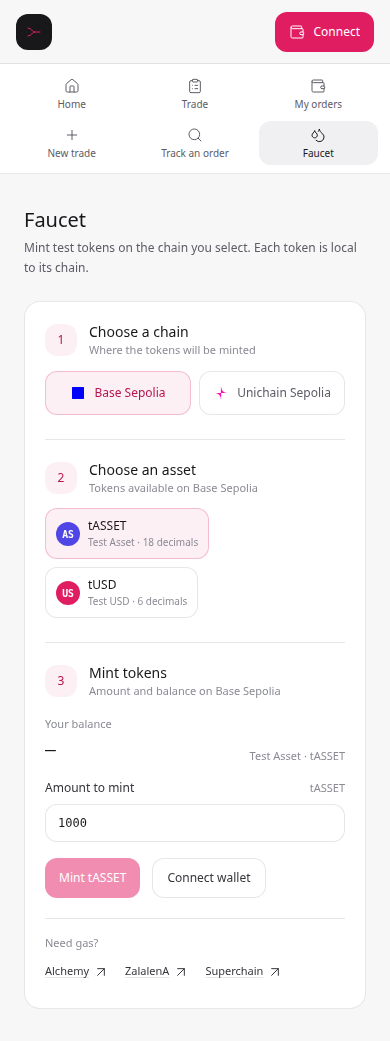 Connect
Home
Trade
My orders
New trade
Track an order
Faucet
Faucet
Mint test tokens on the chain you select. Each token is local
to its chain.
1
Choose a chain
Where the tokens will be minted
Base Sepolia
Unichain Sepolia
2
Choose an asset
Tokens available on Base Sepolia
AS
tASSET
Test Asset · 18 decimals
US
tUSD
Test USD · 6 decimals
3
Mint tokens
Amount and balance on Base Sepolia
Your balance
—
Test Asset · tASSET
Amount to mint
tASSET
1000
Mint tASSET
Connect wallet
Need gas?
Alchemy
ZalalenA
Superchain